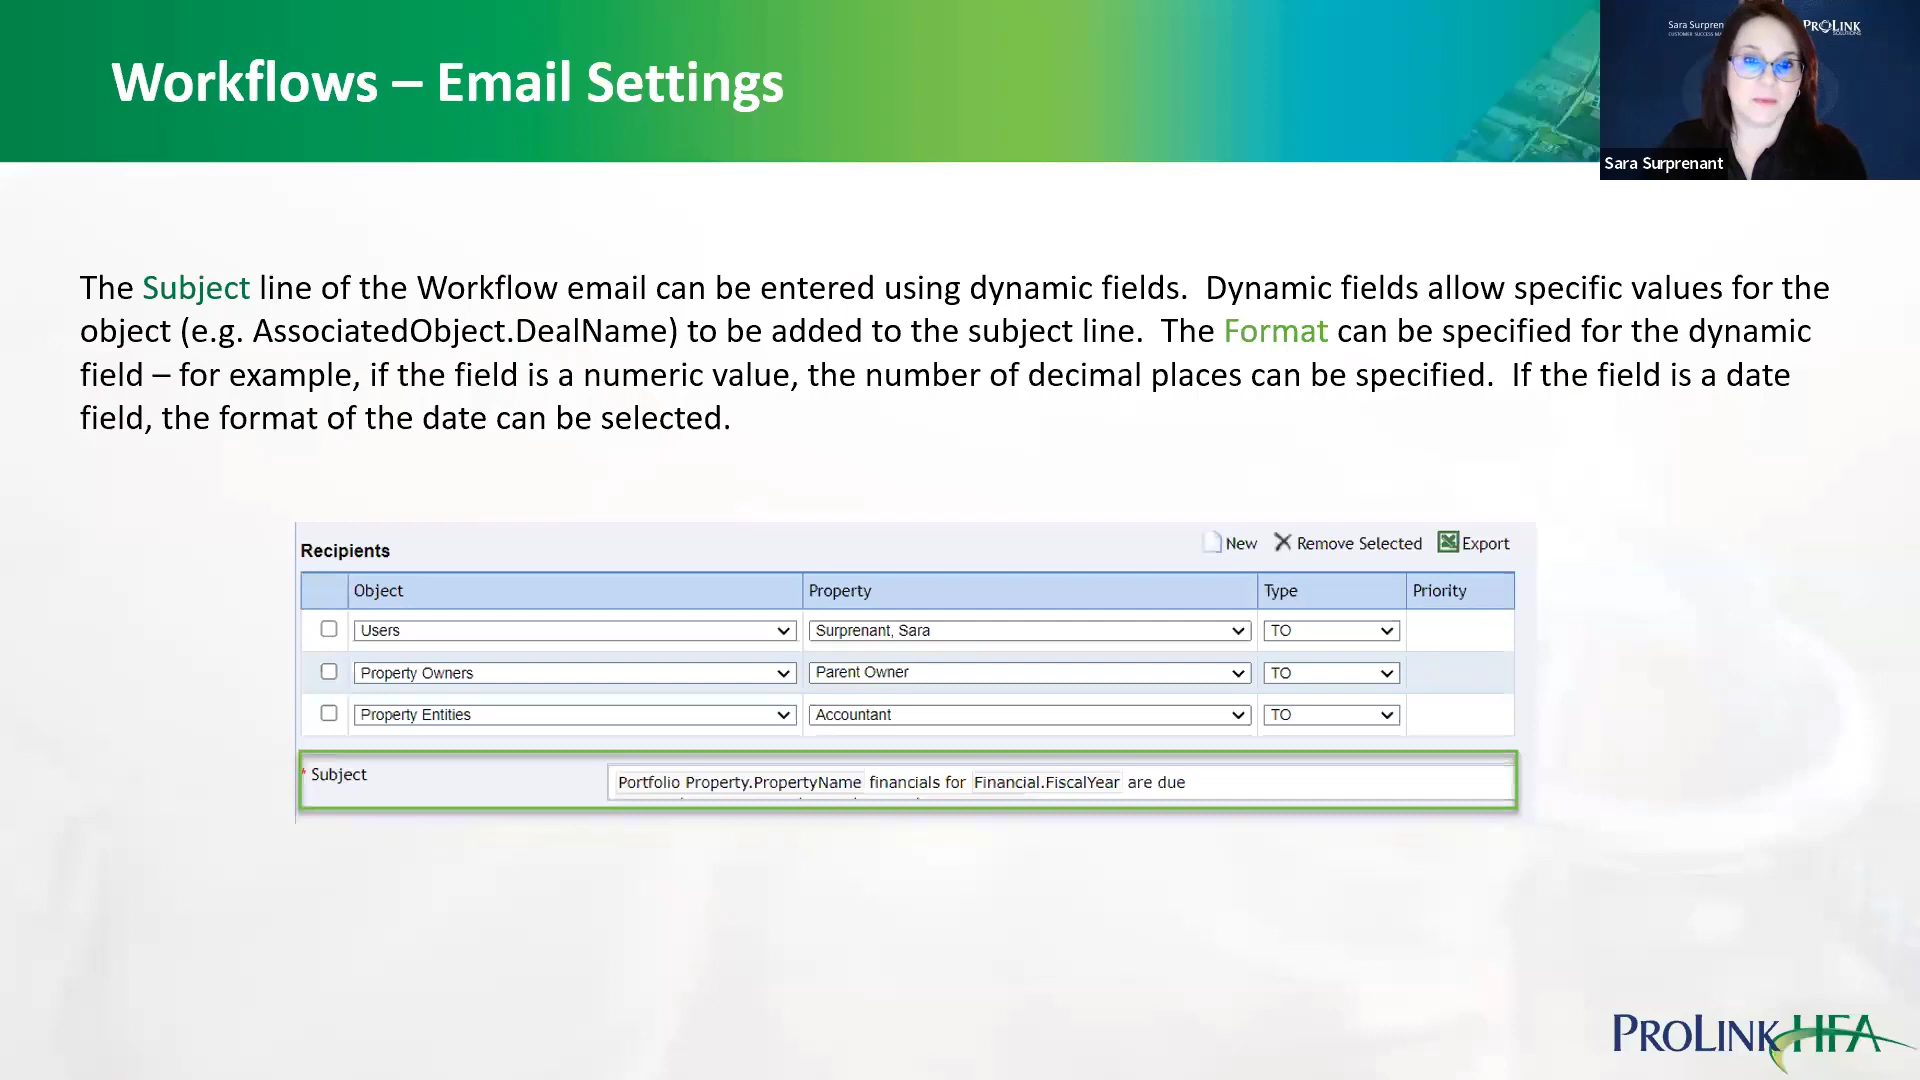 Workflows – Email Settings
Sara Surpren
PROLINK
SOLUTIONS
Sara Surprenant
The Subject line of the Workflow email can be entered using dynamic fields.  Dynamic fields allow specific values for the
object (e.g. AssociatedObject.DealName) to be added to the subject line.  The Format can be specified for the dynamic
field – for example, if the field is a numeric value, the number of decimal places can be specified.  If the field is a date
field, the format of the date can be selected.
Recipients New Remove Selected Export
Object Property Type Priority
Users Surprenant, Sara TO
Property Owners Parent Owner TO
Property Entities Accountant TO
* Subject Portfolio Property.PropertyName financials for Financial.FiscalYear are due
PROLINK HFA